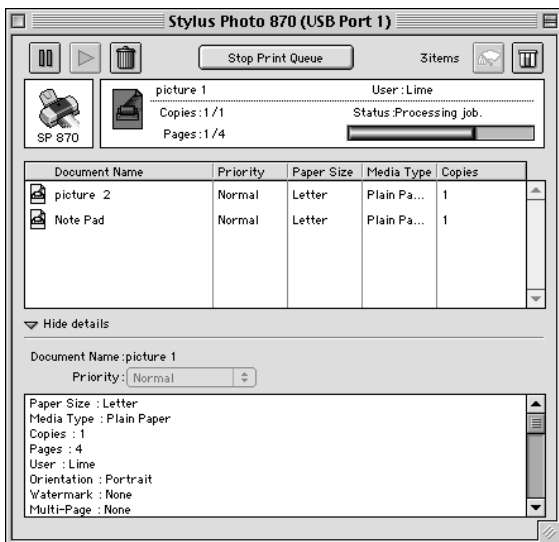 Stylus Photo 870 (USB Port 1)
Stop Print Queue
3items
picture 1 User:Lime
Copies:1/1 Status:Processing job.
Pages:1/4
SP 870
Document Name Priority Paper Size Media Type Copies
picture 2 Normal Letter Plain Pa... 1
Note Pad Normal Letter Plain Pa... 1
Hide details
Document Name:picture 1
Priority: Normal
Paper Size : Letter
Media Type : Plain Paper
Copies : 1
Pages : 4
User : Lime
Orientation : Portrait
Watermark : None
Multi-Page : None